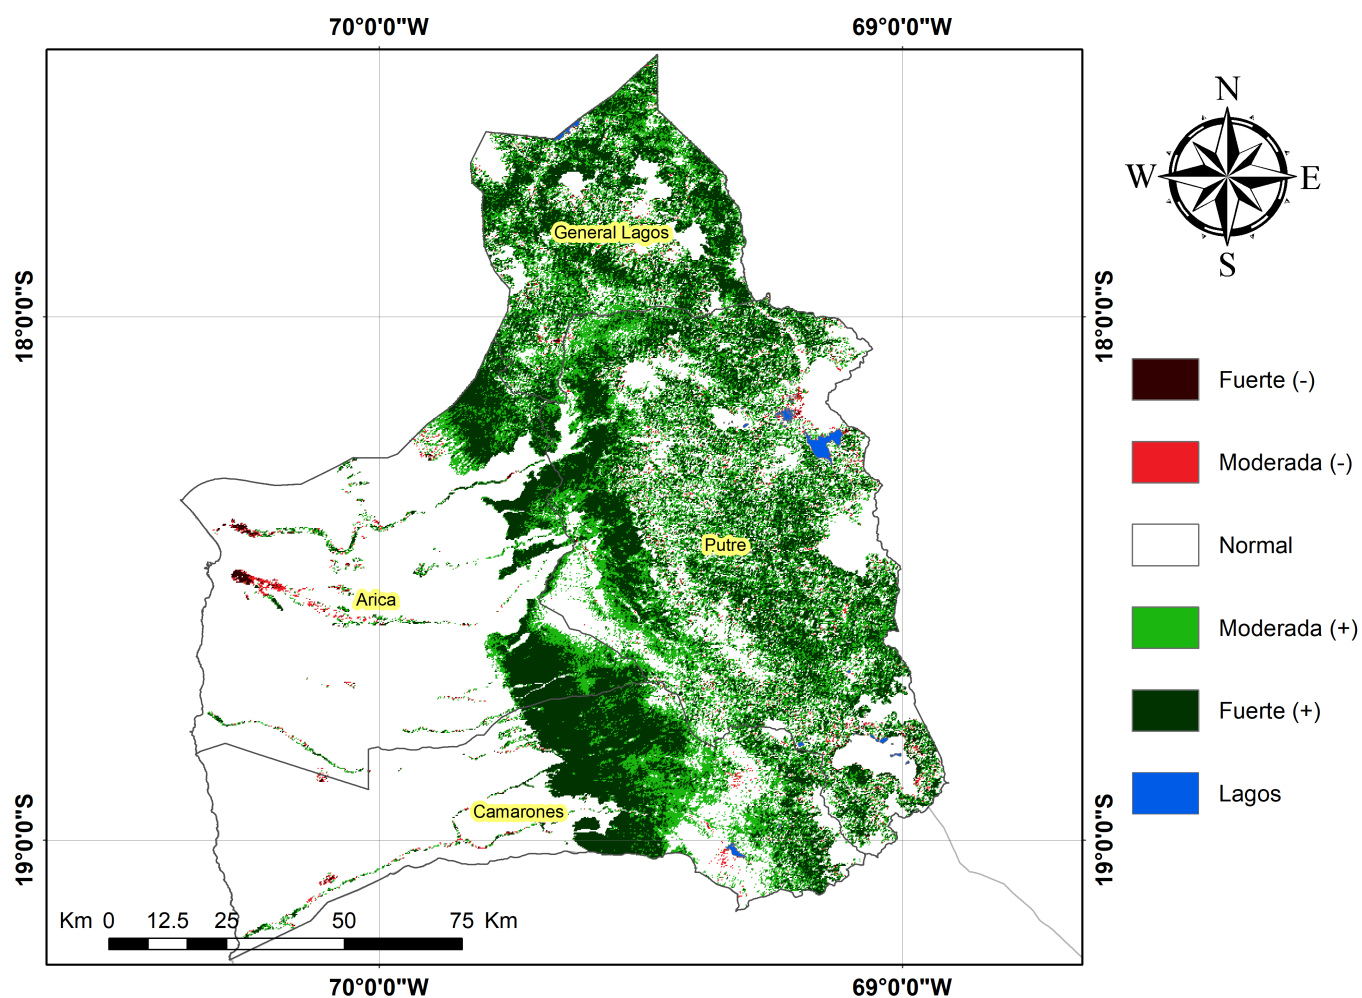 70°0'0"W 69°0'0"W
N
W E
S
General Lagos
18°0'0"S 18°0'0"S
Fuerte (-)
Moderada (-)
Normal
Putre
Arica
Moderada (+)
Fuerte (+)
Lagos
Camarones
19°0'0"S 19°0'0"S
Km 0 12.5 25 50 75 Km
70°0'0"W 69°0'0"W